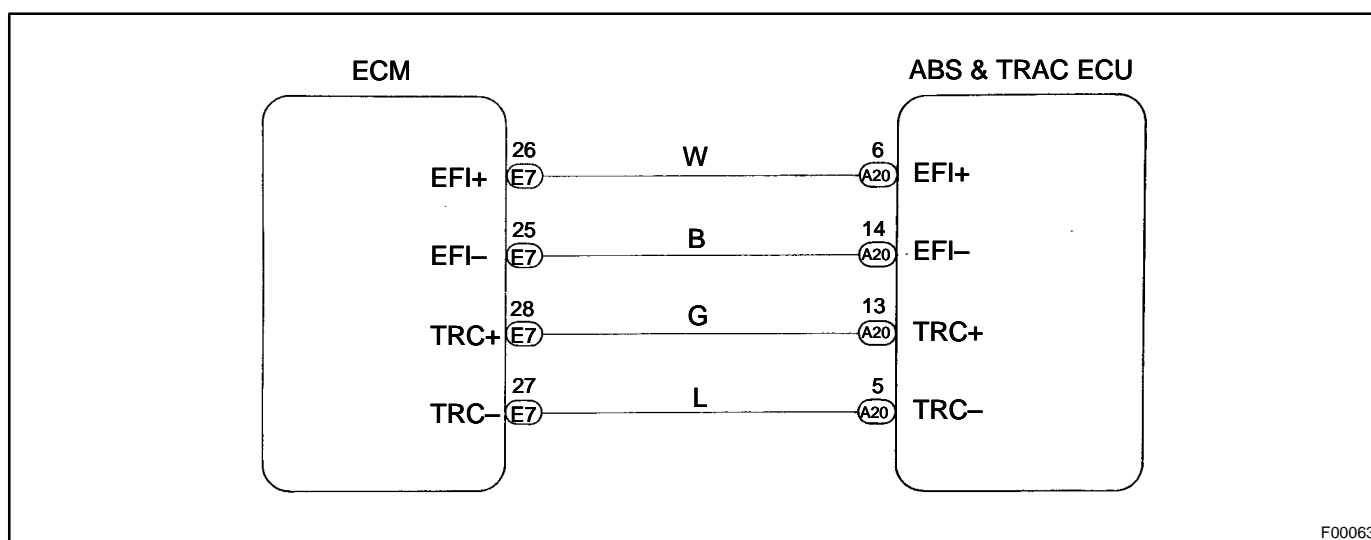 ECM
ABS & TRAC ECU
26
W
6
EFI+
E7
A20
EFI+
25
B
14
EFI–
E7
A20
EFI–
28
G
13
TRC+
E7
A20
TRC+
27
L
5
TRC–
E7
A20
TRC–
F00063